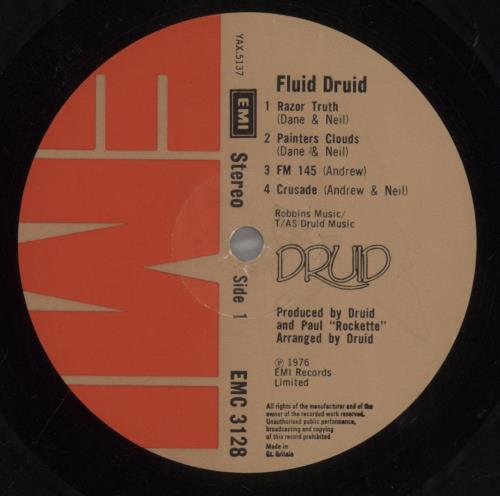 YAX.5137
EMI
Stereo
Side 1
EMC 3128
EMI
Fluid Druid
1 Razor Truth
(Dane & Neil)
2 Painters Clouds
(Dane & Neil)
3 FM 145 (Andrew)
4 Crusade (Andrew & Neil)
Robbins Music/
T/AS Druid Music
DRUID
Produced by Druid
and Paul "Rockette"
Arranged by Druid
℗ 1976
EMI Records
Limited
All rights of the manufacturer and of the
owner of the recorded work reserved.
Unauthorised public performance,
broadcasting and copying
of this record prohibited
Made in
Gt. Britain